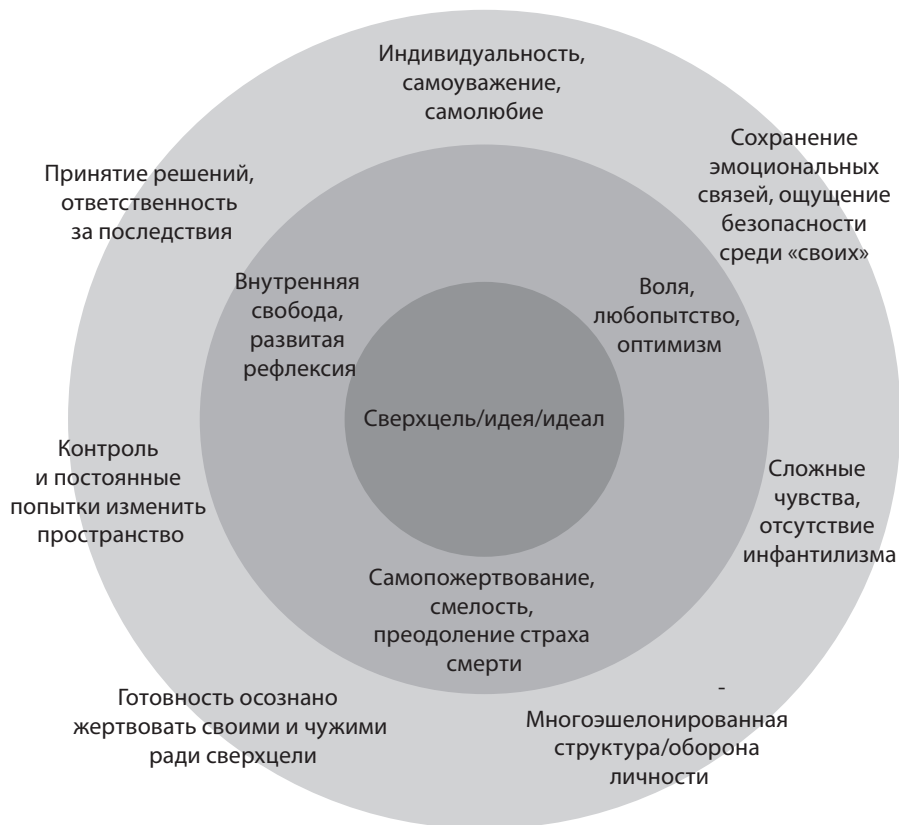 Индивидуальность,
самоуважение,
самолюбие
Сохранение
эмоциональных
связей, ощущение
безопасности
среди «своих»
Принятие решений,
ответственность
за последствия
Внутренняя
свобода,
развитая
рефлексия
Воля,
любопытство,
оптимизм
Сверхцель/идея/идеал
Контроль
и постоянные
попытки изменить
пространство
Сложные
чувства,
отсутствие
инфантилизма
Самопожертвование,
смелость,
преодоление страха
смерти
Готовность осознано
жертвовать своими и чужими
ради сверхцели
-
Многоэшелонированная
структура/оборона
личности